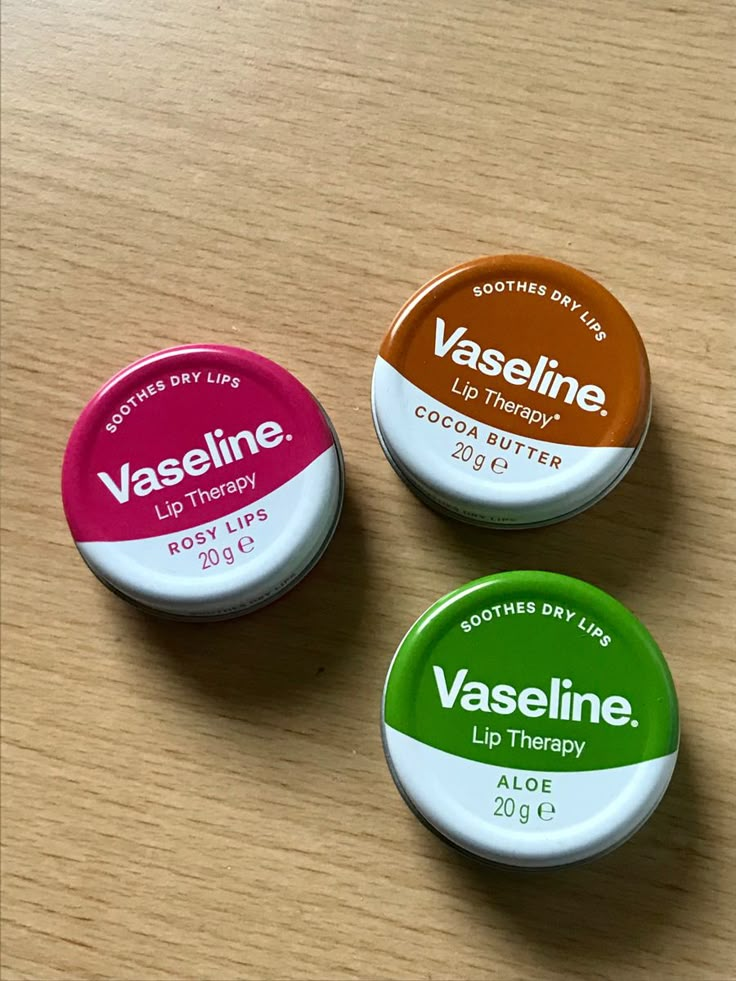 SOOTHES DRY LIPS
Vaseline.
Lip Therapy
ROSY LIPS
20 g ℮
SOOTHES DRY LIPS
Vaseline.
Lip Therapy®
COCOA BUTTER
20 g ℮
SOOTHES DRY LIPS
Vaseline.
Lip Therapy
ALOE
20 g ℮